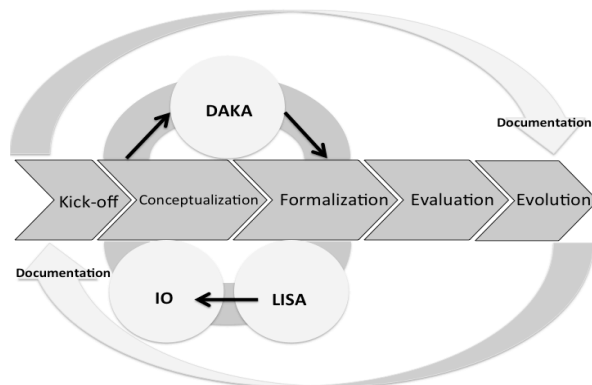 DAKA
Documentation
Kick-off
Conceptualization
Formalization
Evaluation
Evolution
Documentation
IO
LISA